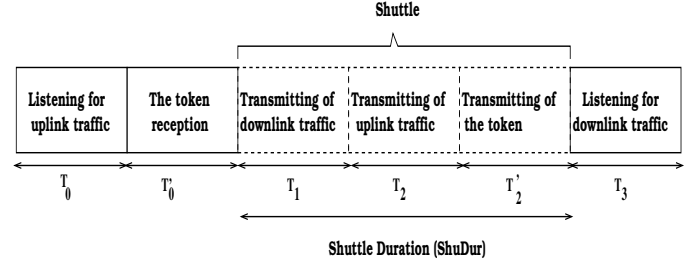 Shuttle
Listening for
uplink traffic
The token
reception
Transmitting of
downlink traffic
Transmitting of
uplink traffic
Transmitting of
the token
Listening for
downlink traffic
T0
T'0
T1
T2
T'2
T3
Shuttle Duration (ShuDur)